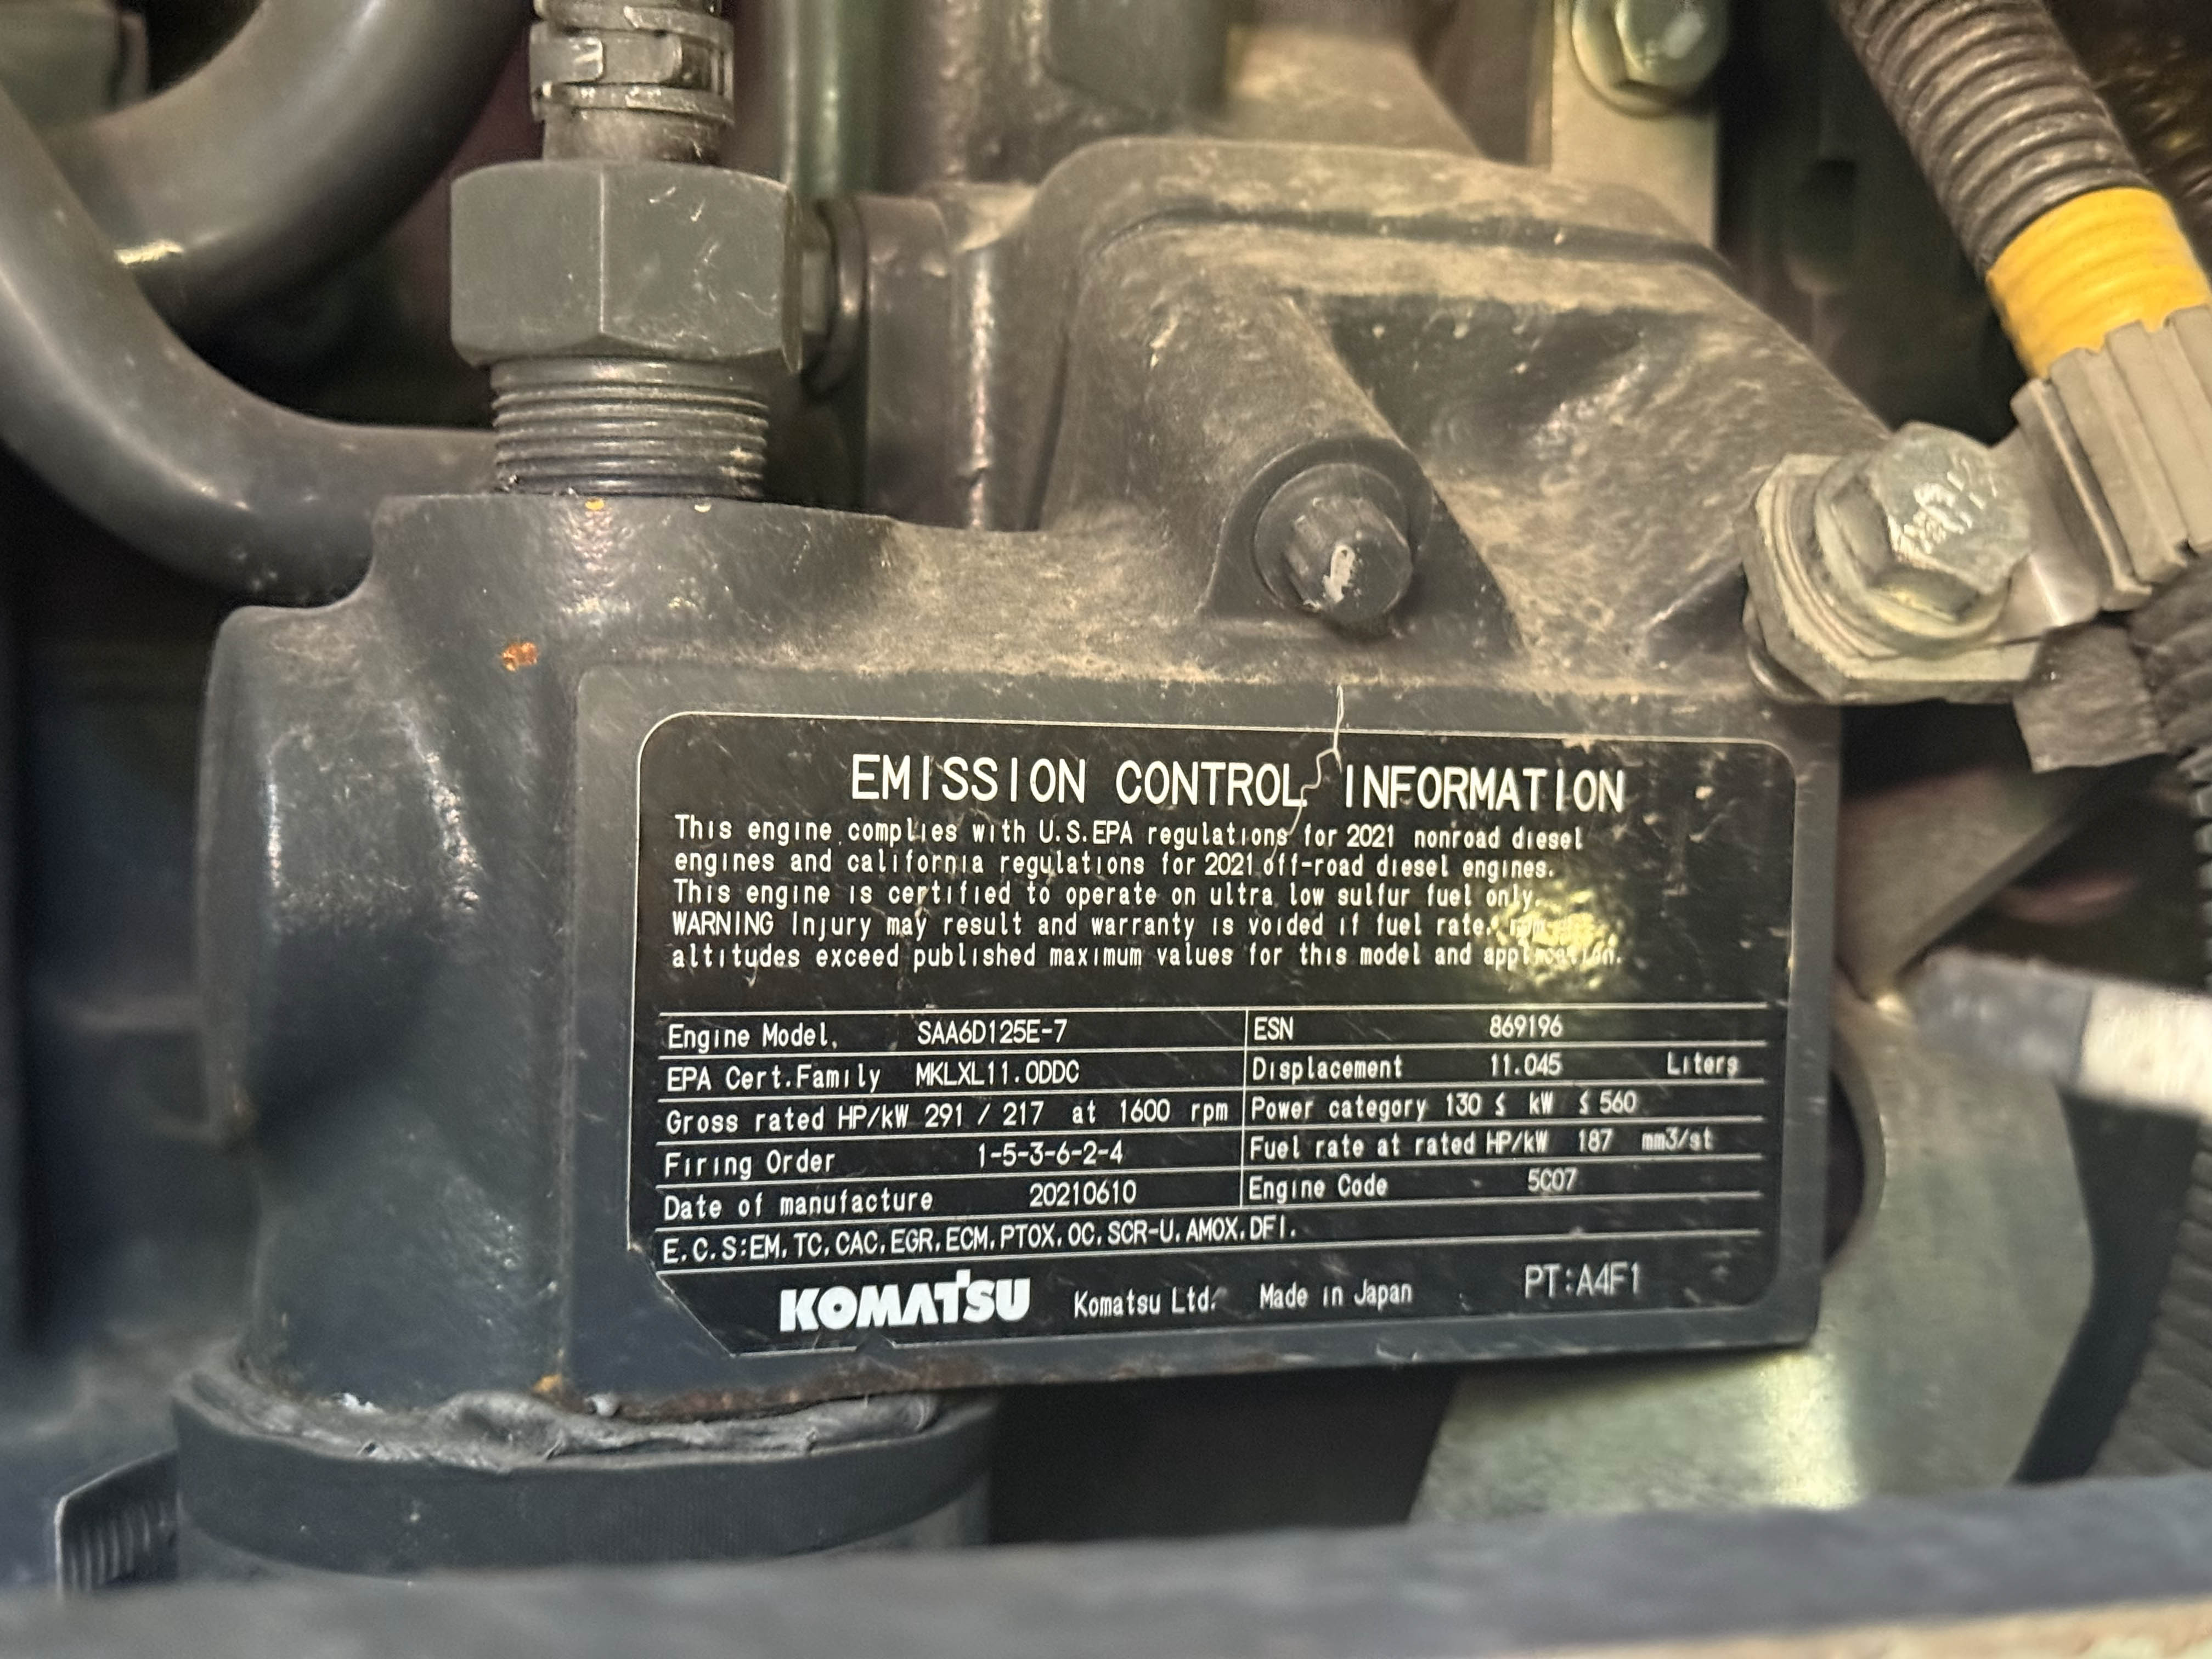 EMISSION CONTROL INFORMATION
This engine complies with U.S.EPA regulations for 2021 nonroad diesel
engines and california regulations for 2021 off-road diesel engines.
This engine is certified to operate on ultra low sulfur fuel only.
WARNING Injury may result and warranty is voided if fuel rate. rpm
altitudes exceed published maximum values for this model and application.
Engine Model. SAA6D125E-7 ESN 869196
EPA Cert.Family MKLXL11.0DDC Displacement 11.045 Liters
Gross rated HP/kW 291 / 217 at 1600 rpm Power category 130 ≤ kW ≤ 560
Firing Order 1-5-3-6-2-4 Fuel rate at rated HP/kW 187 mm3/st
Date of manufacture 20210610 Engine Code 5C07
E.C.S:EM, TC, CAC, EGR, ECM, PTOX, OC, SCR-U, AMOX, DFI.
KOMATSU Komatsu Ltd. Made in Japan PT:A4F1